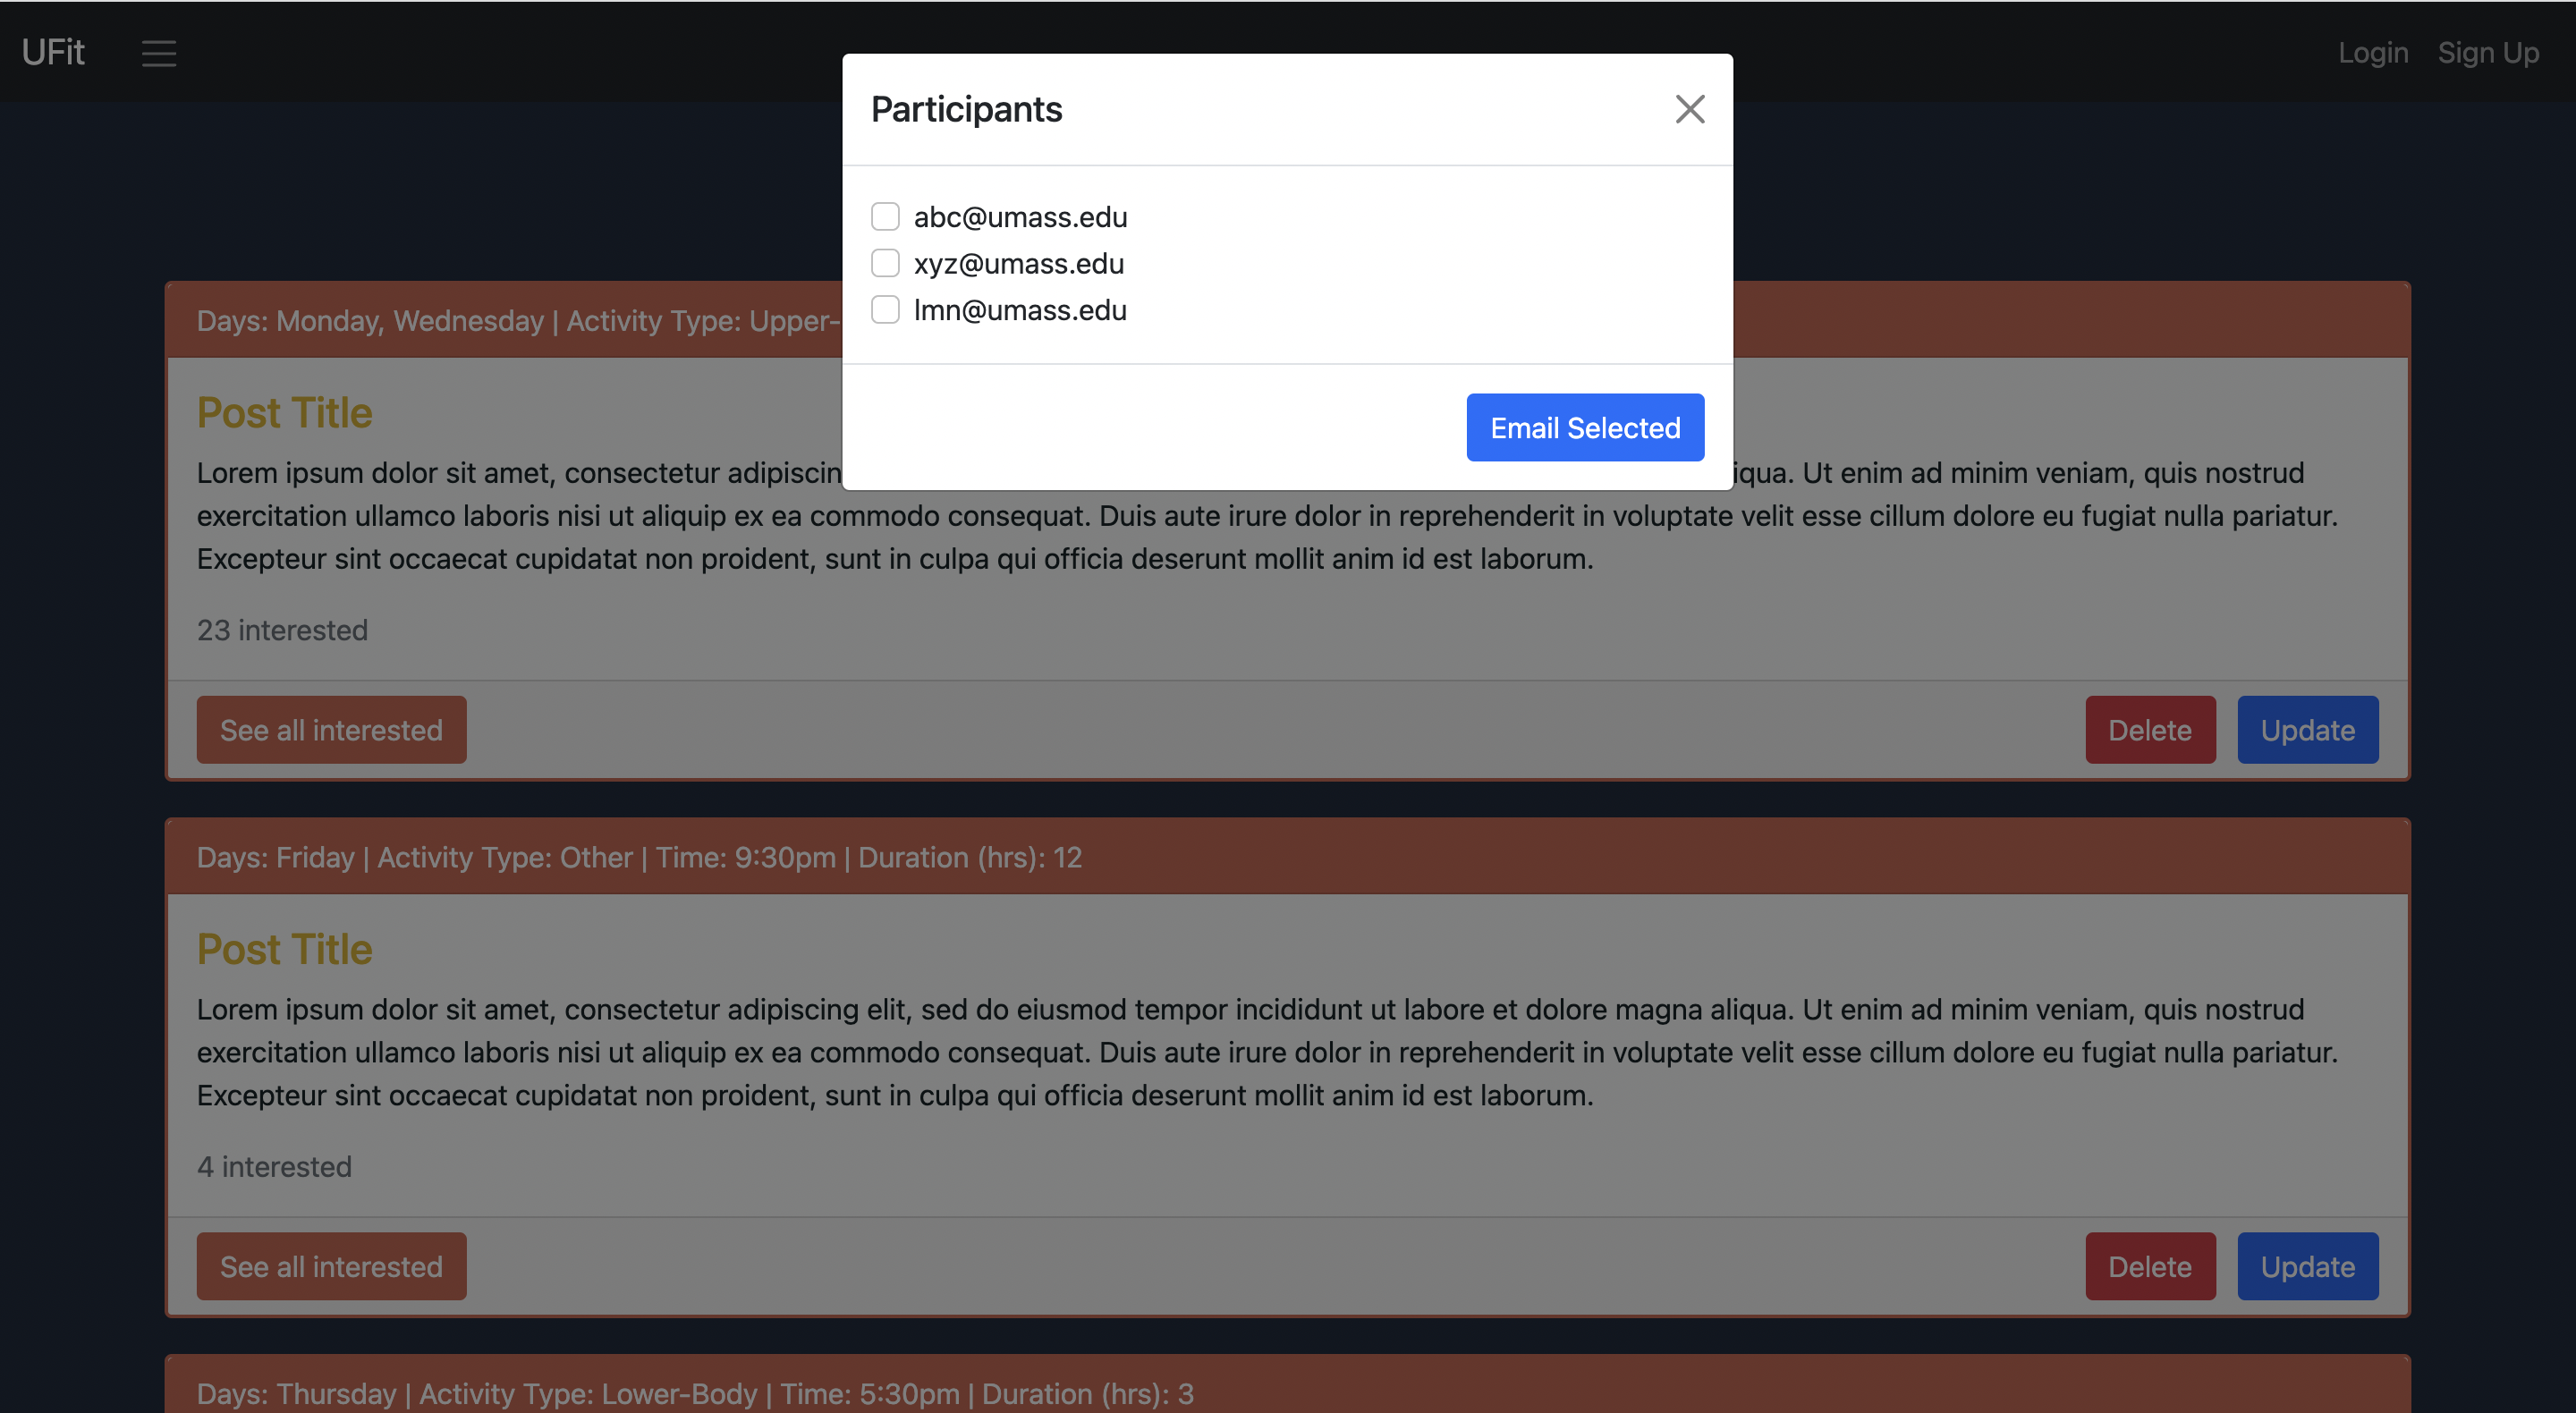 UFit
Login Sign Up
Participants
abc@umass.edu
xyz@umass.edu
lmn@umass.edu
Email Selected
Days: Monday, Wednesday | Activity Type: Upper-
Post Title
Lorem ipsum dolor sit amet, consectetur adipiscin
iqua. Ut enim ad minim veniam, quis nostrud
exercitation ullamco laboris nisi ut aliquip ex ea commodo consequat. Duis aute irure dolor in reprehenderit in voluptate velit esse cillum dolore eu fugiat nulla pariatur.
Excepteur sint occaecat cupidatat non proident, sunt in culpa qui officia deserunt mollit anim id est laborum.
23 interested
See all interested
Delete
Update
Days: Friday | Activity Type: Other | Time: 9:30pm | Duration (hrs): 12
Post Title
Lorem ipsum dolor sit amet, consectetur adipiscing elit, sed do eiusmod tempor incididunt ut labore et dolore magna aliqua. Ut enim ad minim veniam, quis nostrud
exercitation ullamco laboris nisi ut aliquip ex ea commodo consequat. Duis aute irure dolor in reprehenderit in voluptate velit esse cillum dolore eu fugiat nulla pariatur.
Excepteur sint occaecat cupidatat non proident, sunt in culpa qui officia deserunt mollit anim id est laborum.
4 interested
See all interested
Delete
Update
Days: Thursday | Activity Type: Lower-Body | Time: 5:30pm | Duration (hrs): 3